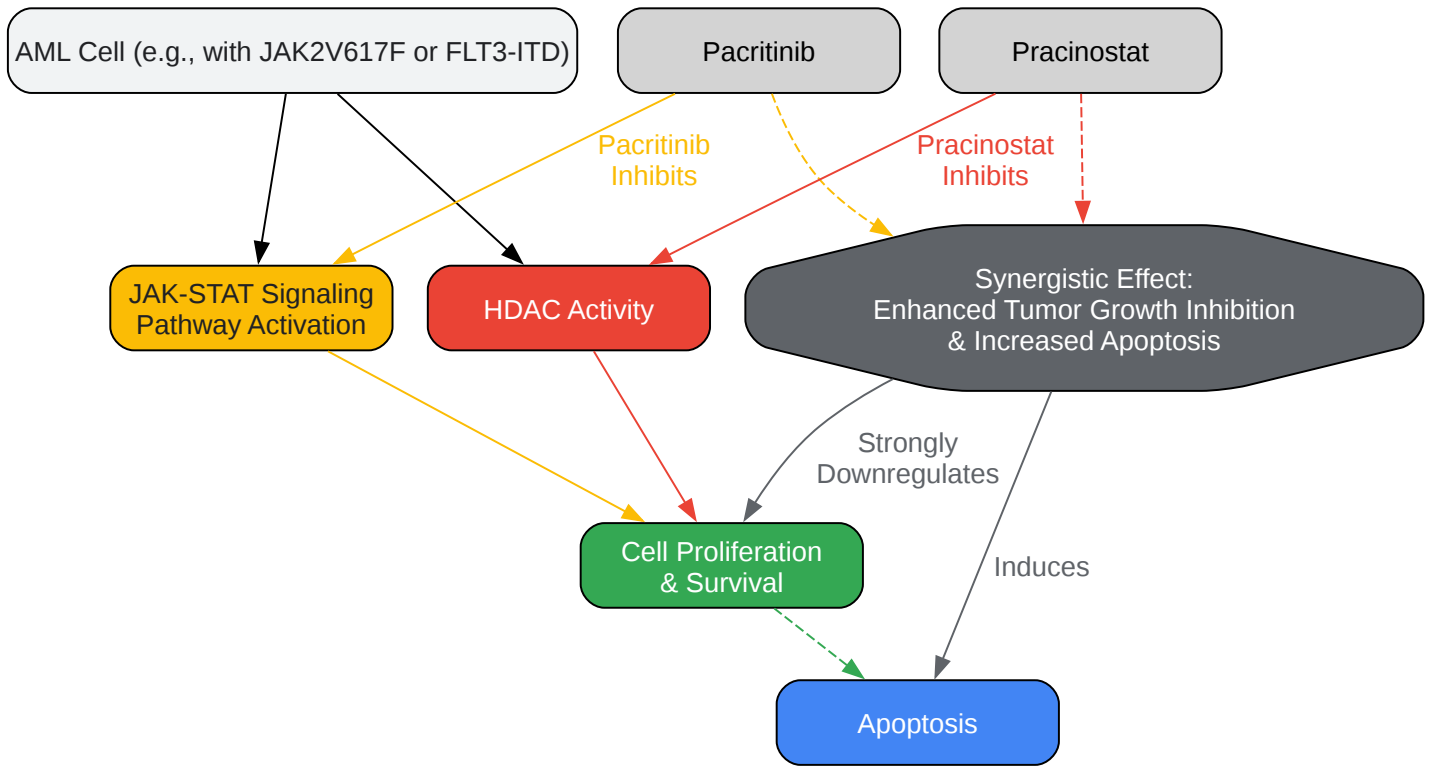 AML Cell (e.g., with JAK2V617F or FLT3-ITD)
Pacritinib
Pracinostat
Pacritinib
Inhibits
Pracinostat
Inhibits
JAK-STAT Signaling
Pathway Activation
HDAC Activity
Synergistic Effect:
Enhanced Tumor Growth Inhibition
& Increased Apoptosis
Strongly
Downregulates
Cell Proliferation
& Survival
Induces
Apoptosis